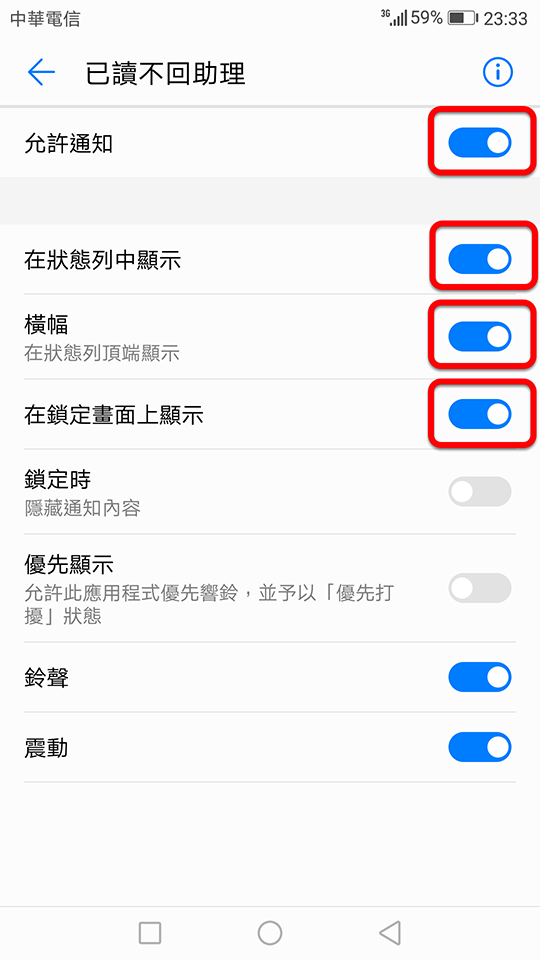 中華電信 3G 59% 23:33
已讀不回助理
允許通知
在狀態列中顯示
橫幅
在狀態列頂端顯示
在鎖定畫面上顯示
鎖定時
隱藏通知內容
優先顯示
允許此應用程式優先響鈴，並予以「優先打
擾」狀態
鈴聲
震動